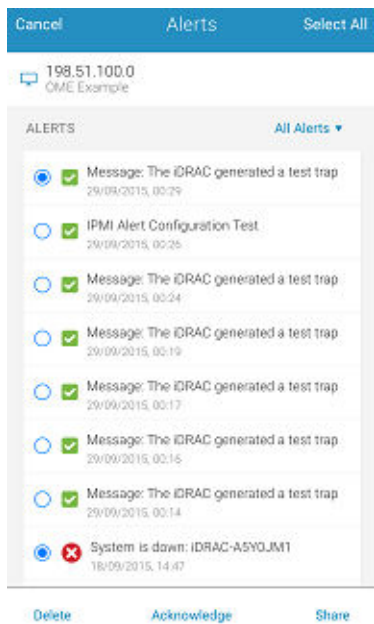 Cancel Alerts Select All
198.51.100.0
OME Example
ALERTS All Alerts ▾
Message: The iDRAC generated a test trap
29/09/2015, 00:29
IPMI Alert Configuration Test
29/09/2015, 00:26
Message: The iDRAC generated a test trap
29/09/2015, 00:24
Message: The iDRAC generated a test trap
29/09/2015, 00:19
Message: The iDRAC generated a test trap
29/09/2015, 00:17
Message: The iDRAC generated a test trap
29/09/2015, 00:16
Message: The iDRAC generated a test trap
29/09/2015, 00:14
System is down: iDRAC-A5Y0JM1
18/09/2015, 14:47
Delete Acknowledge Share